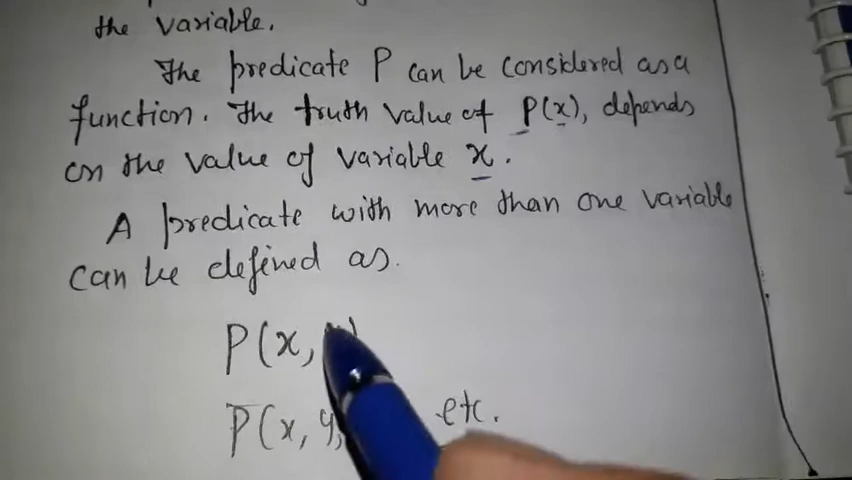 the variable.
The predicate P can be considered as a
function. The truth value of P(x), depends
on the value of variable x.
A predicate with more than one variable
can be defined as.
P(x,
P(x, y, etc.